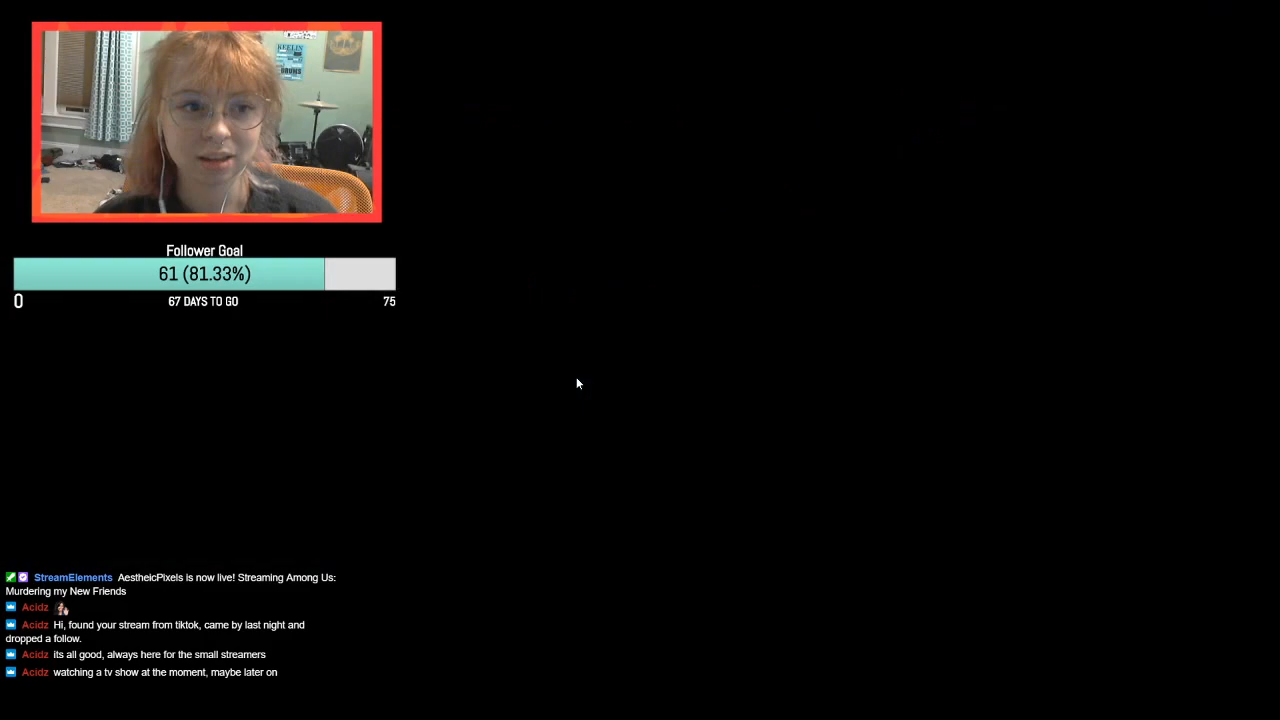 KEELIN
DRUMS
Follower Goal
61 (81.33%)
0 67 DAYS TO GO 75
StreamElements AestheicPixels is now live! Streaming Among Us:
Murdering my New Friends
Acidz
Acidz Hi, found your stream from tiktok, came by last night and
dropped a follow.
Acidz its all good, always here for the small streamers
Acidz watching a tv show at the moment, maybe later on